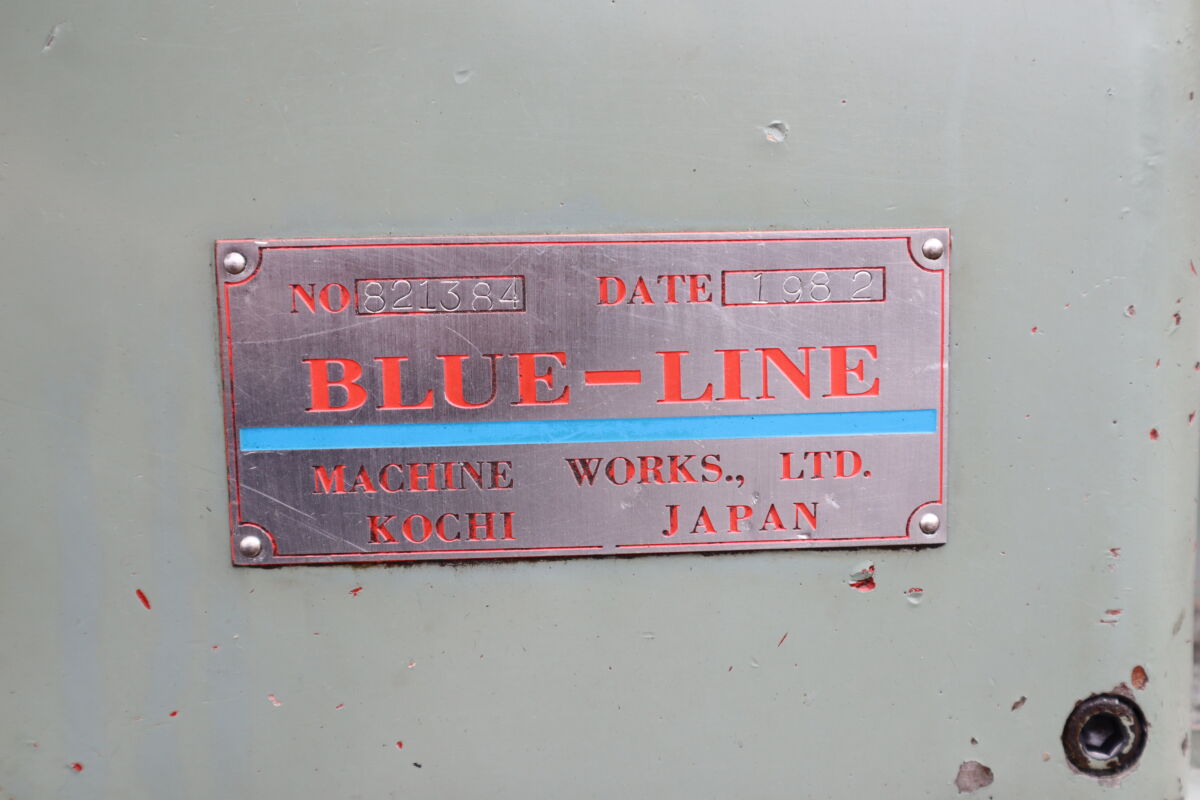 NO 821384 DATE 1982
BLUE-LINE
MACHINE WORKS., LTD.
KOCHI JAPAN